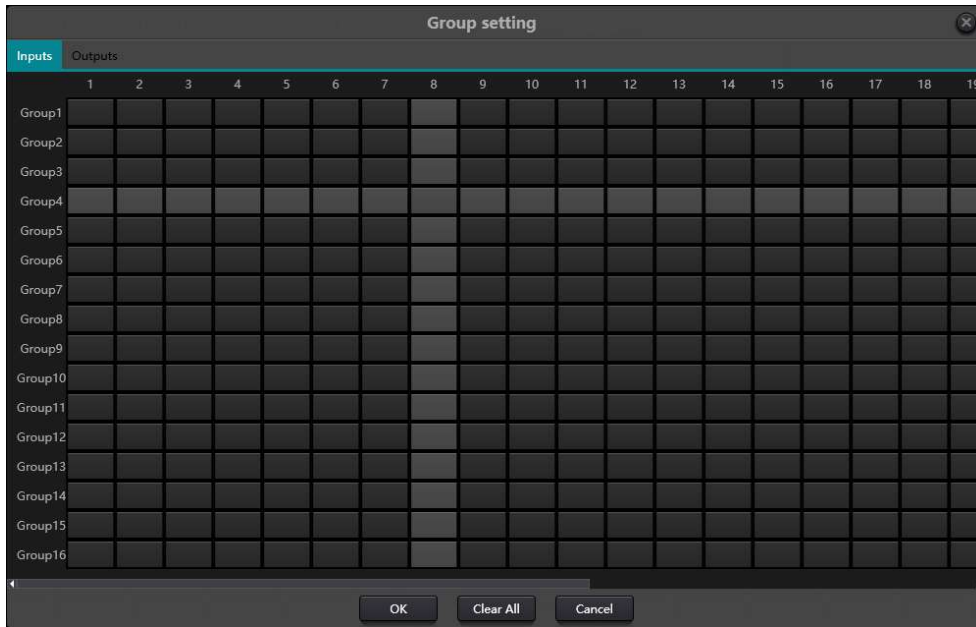 Group setting
Inputs Outputs
1 2 3 4 5 6 7 8 9 10 11 12 13 14 15 16 17 18
Group1
Group2
Group3
Group4
Group5
Group6
Group7
Group8
Group9
Group10
Group11
Group12
Group13
Group14
Group15
Group16
OK Clear All Cancel